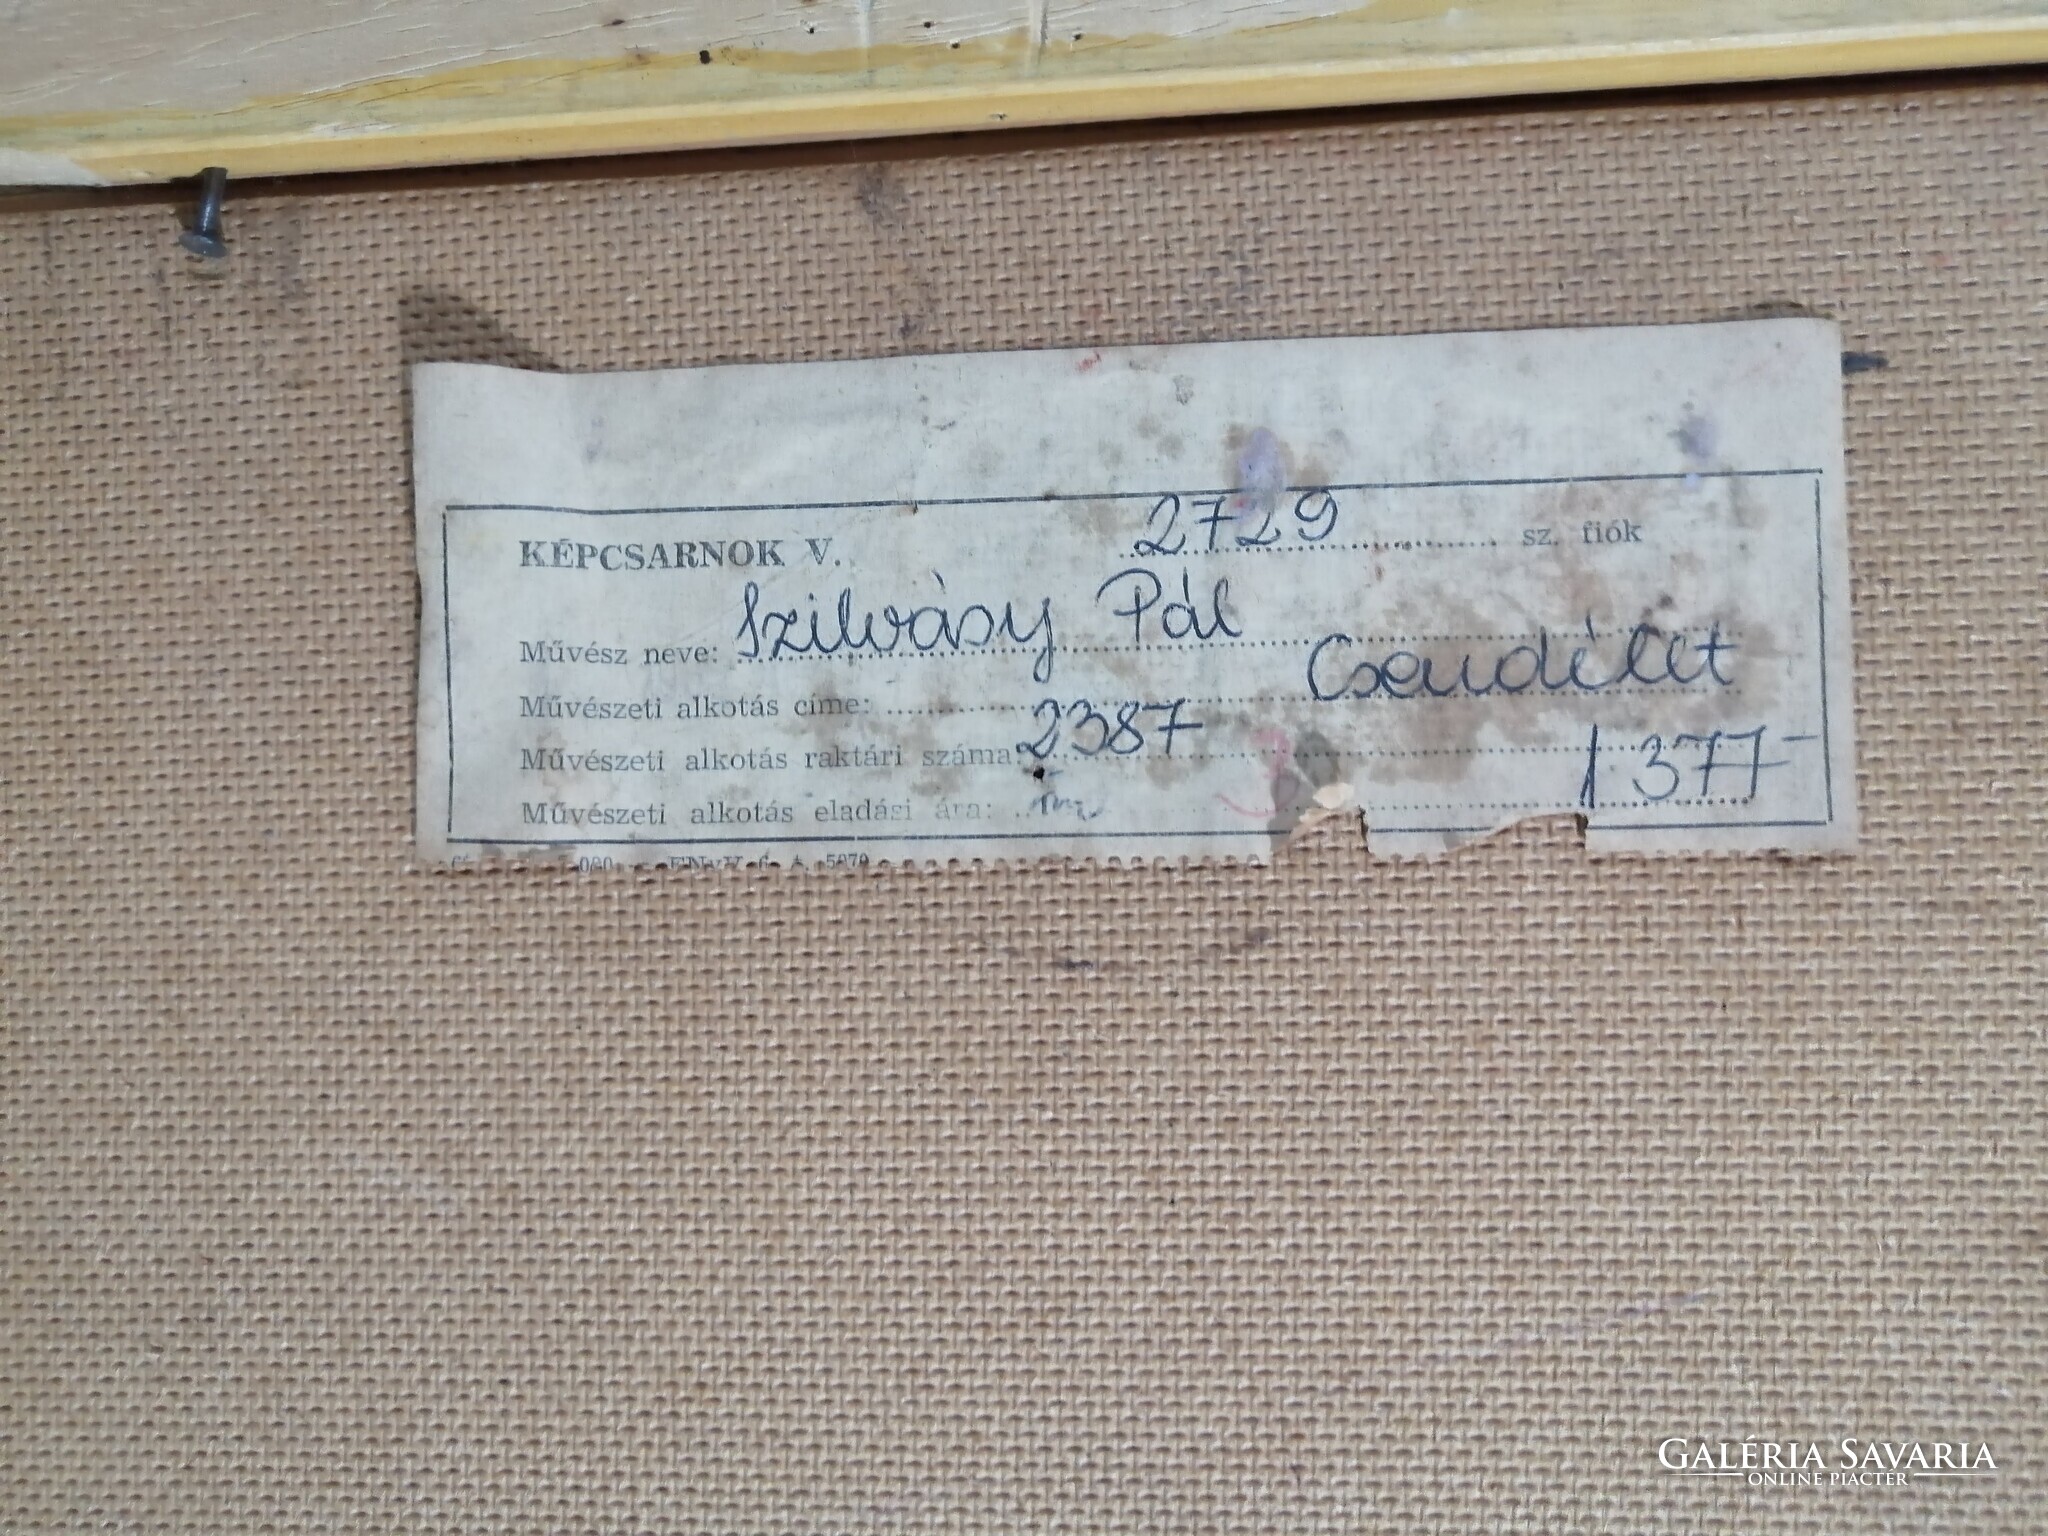 KÉPCSARNOK V. 2729 sz. fiók
Művész neve: Szilvásy Pál
Művészeti alkotás címe: Csendélet
Művészeti alkotás raktári száma: 2387
Művészeti alkotás eladási ára: 1377-
GALÉRIA SAVARIA
ONLINE PIACTÉR